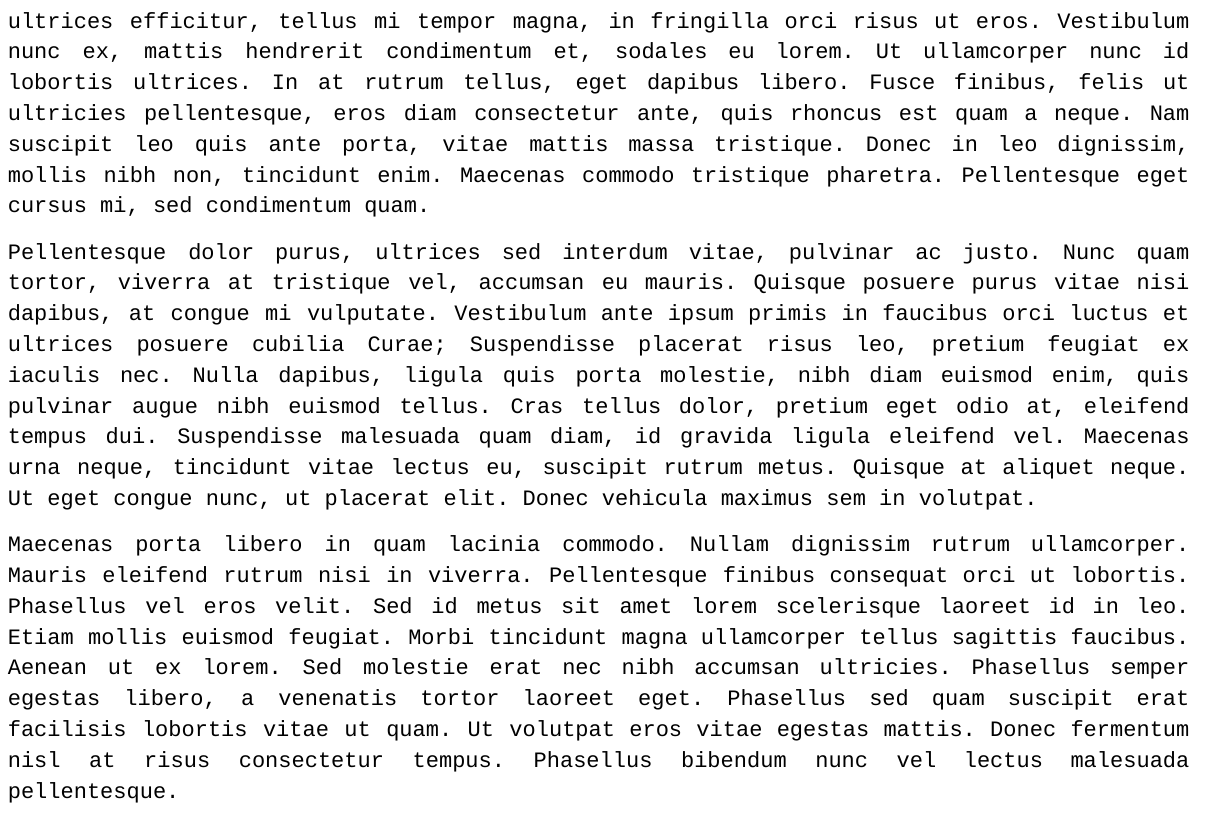 ultrices efficitur, tellus mi tempor magna, in fringilla orci risus ut eros. Vestibulum
nunc ex, mattis hendrerit condimentum et, sodales eu lorem. Ut ullamcorper nunc id
lobortis ultrices. In at rutrum tellus, eget dapibus libero. Fusce finibus, felis ut
ultricies pellentesque, eros diam consectetur ante, quis rhoncus est quam a neque. Nam
suscipit leo quis ante porta, vitae mattis massa tristique. Donec in leo dignissim,
mollis nibh non, tincidunt enim. Maecenas commodo tristique pharetra. Pellentesque eget
cursus mi, sed condimentum quam.
Pellentesque dolor purus, ultrices sed interdum vitae, pulvinar ac justo. Nunc quam
tortor, viverra at tristique vel, accumsan eu mauris. Quisque posuere purus vitae nisi
dapibus, at congue mi vulputate. Vestibulum ante ipsum primis in faucibus orci luctus et
ultrices posuere cubilia Curae; Suspendisse placerat risus leo, pretium feugiat ex
iaculis nec. Nulla dapibus, ligula quis porta molestie, nibh diam euismod enim, quis
pulvinar augue nibh euismod tellus. Cras tellus dolor, pretium eget odio at, eleifend
tempus dui. Suspendisse malesuada quam diam, id gravida ligula eleifend vel. Maecenas
urna neque, tincidunt vitae lectus eu, suscipit rutrum metus. Quisque at aliquet neque.
Ut eget congue nunc, ut placerat elit. Donec vehicula maximus sem in volutpat.
Maecenas porta libero in quam lacinia commodo. Nullam dignissim rutrum ullamcorper.
Mauris eleifend rutrum nisi in viverra. Pellentesque finibus consequat orci ut lobortis.
Phasellus vel eros velit. Sed id metus sit amet lorem scelerisque laoreet id in leo.
Etiam mollis euismod feugiat. Morbi tincidunt magna ullamcorper tellus sagittis faucibus.
Aenean ut ex lorem. Sed molestie erat nec nibh accumsan ultricies. Phasellus semper
egestas libero, a venenatis tortor laoreet eget. Phasellus sed quam suscipit erat
facilisis lobortis vitae ut quam. Ut volutpat eros vitae egestas mattis. Donec fermentum
nisl at risus consectetur tempus. Phasellus bibendum nunc vel lectus malesuada
pellentesque.